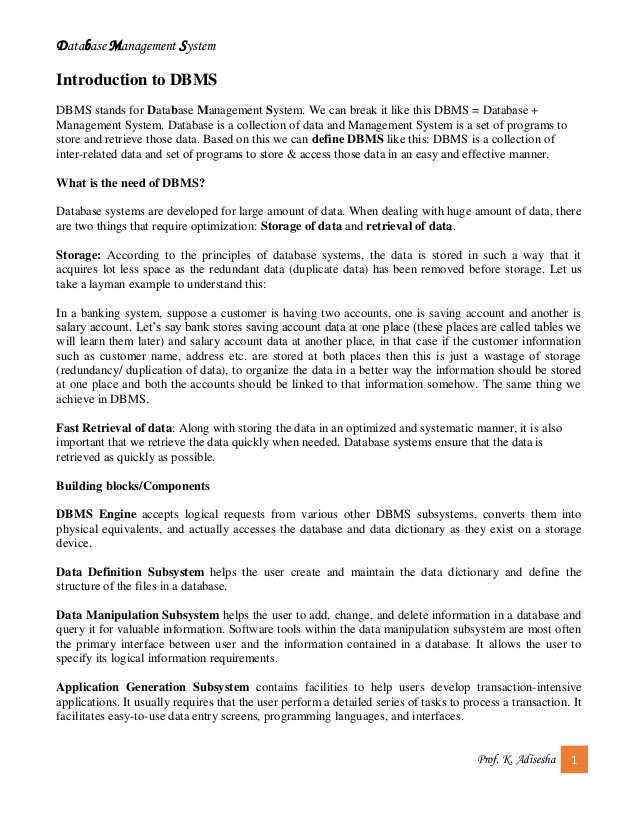 Database Management System
Introduction to DBMS
DBMS stands for Database Management System. We can break it like this DBMS = Database +
Management System. Database is a collection of data and Management System is a set of programs to
store and retrieve those data. Based on this we can define DBMS like this: DBMS is a collection of
inter-related data and set of programs to store & access those data in an easy and effective manner.
What is the need of DBMS?
Database systems are developed for large amount of data. When dealing with huge amount of data, there
are two things that require optimization: Storage of data and retrieval of data.
Storage: According to the principles of database systems, the data is stored in such a way that it
acquires lot less space as the redundant data (duplicate data) has been removed before storage. Let us
take a layman example to understand this:
In a banking system, suppose a customer is having two accounts, one is saving account and another is
salary account. Let's say bank stores saving account data at one place (these places are called tables we
will learn them later) and salary account data at another place, in that case if the customer information
such as customer name, address etc. are stored at both places then this is just a wastage of storage
(redundancy/ duplication of data), to organize the data in a better way the information should be stored
at one place and both the accounts should be linked to that information somehow. The same thing we
achieve in DBMS.
Fast Retrieval of data: Along with storing the data in an optimized and systematic manner, it is also
important that we retrieve the data quickly when needed. Database systems ensure that the data is
retrieved as quickly as possible.
Building blocks/Components
DBMS Engine accepts logical requests from various other DBMS subsystems, converts them into
physical equivalents, and actually accesses the database and data dictionary as they exist on a storage
device.
Data Definition Subsystem helps the user create and maintain the data dictionary and define the
structure of the files in a database.
Data Manipulation Subsystem helps the user to add, change, and delete information in a database and
query it for valuable information. Software tools within the data manipulation subsystem are most often
the primary interface between user and the information contained in a database. It allows the user to
specify its logical information requirements.
Application Generation Subsystem contains facilities to help users develop transaction-intensive
applications. It usually requires that the user perform a detailed series of tasks to process a transaction. It
facilitates easy-to-use data entry screens, programming languages, and interfaces.
Prof. K. Adisesha 1